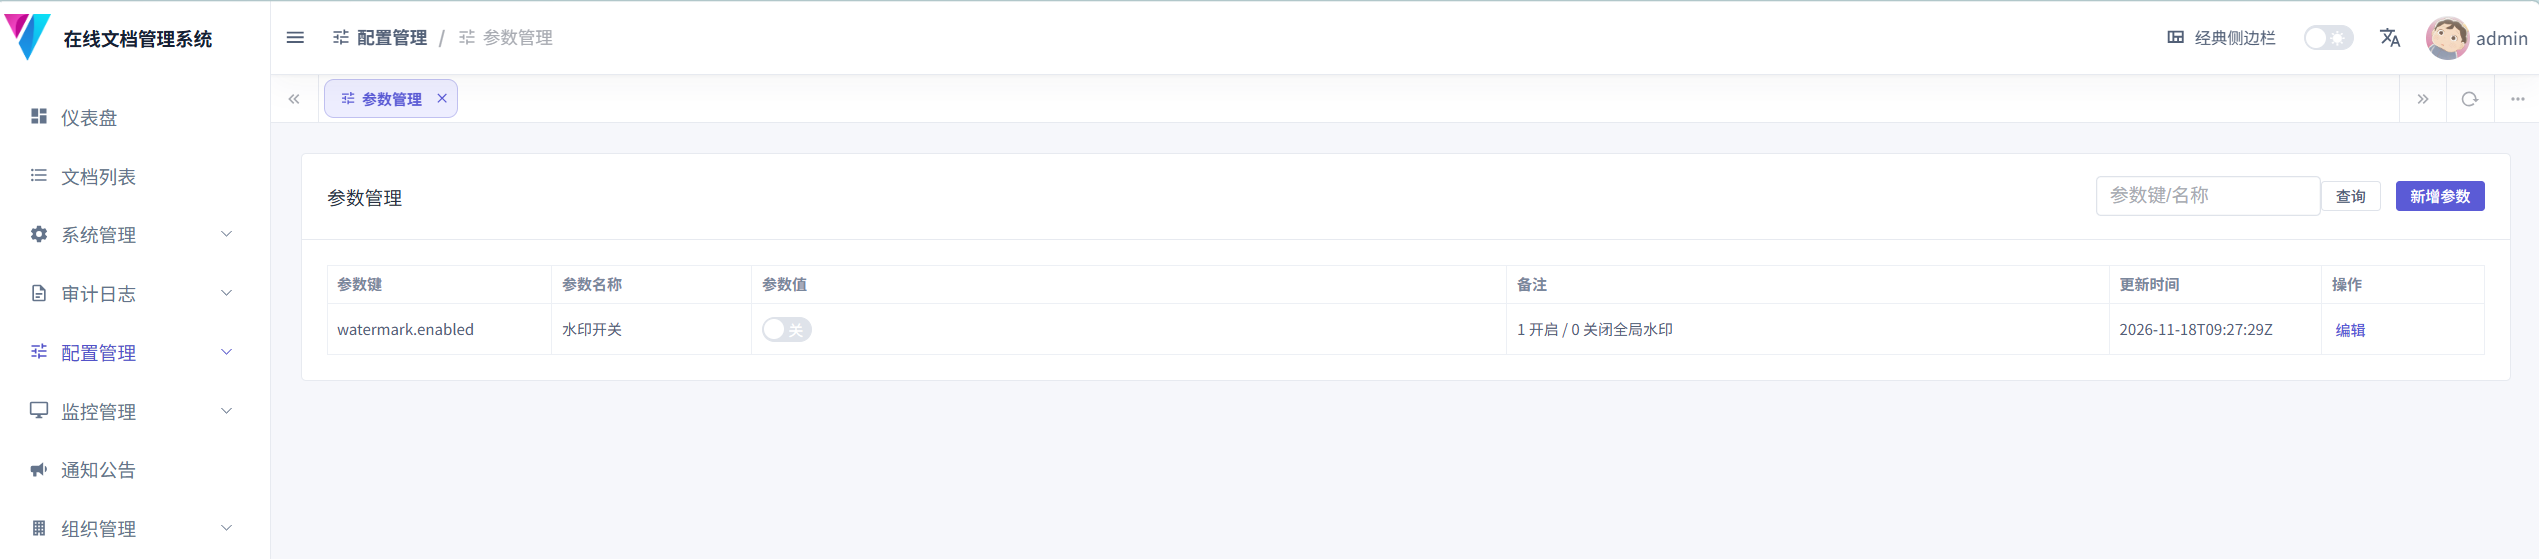 在线文档管理系统
配置管理 / 参数管理
经典侧边栏
admin
参数管理
仪表盘
文档列表
系统管理
审计日志
配置管理
监控管理
通知公告
组织管理
参数管理
参数键/名称
查询
新增参数
参数键 参数名称 参数值 备注 更新时间 操作
watermark.enabled 水印开关 关 1 开启 / 0 关闭全局水印 2026-11-18T09:27:29Z 编辑